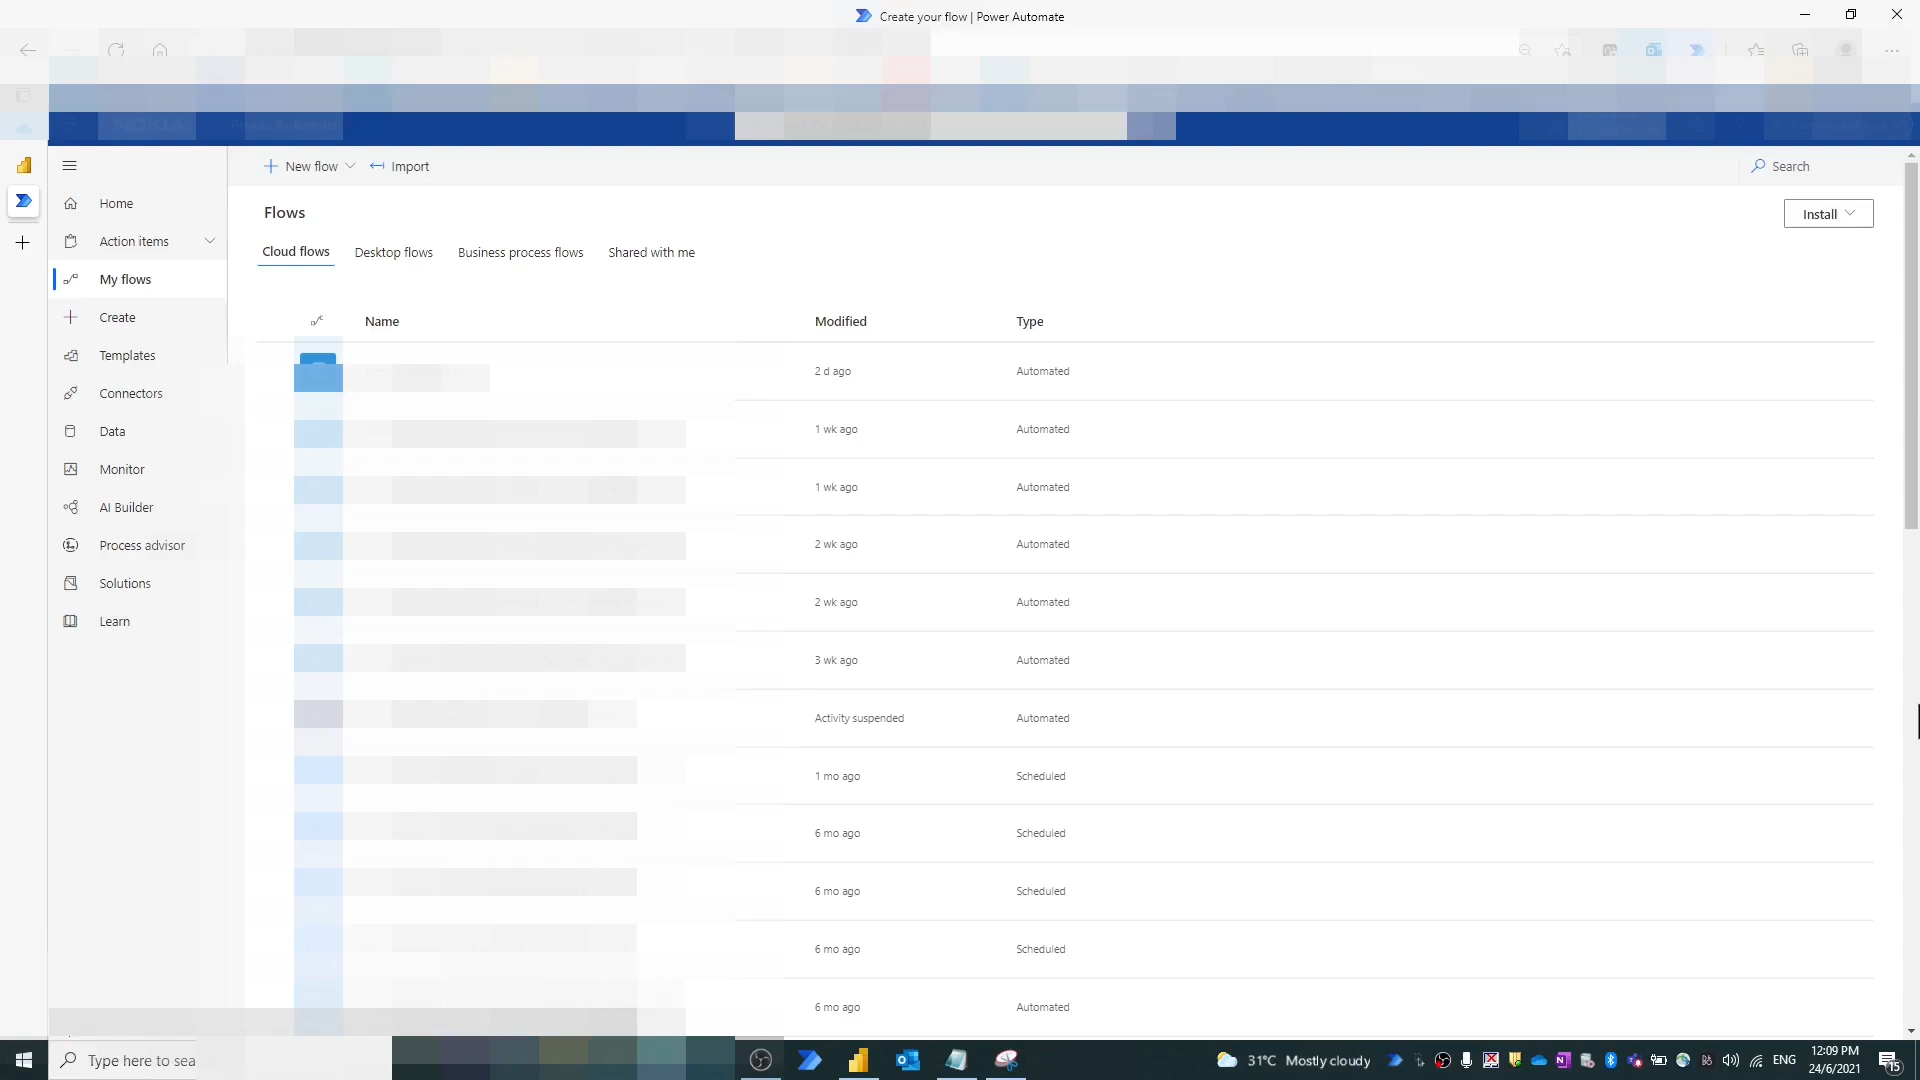 Create your flow | Power Automate
New flow
Import
Search
Home
Action items
My flows
Create
Templates
Connectors
Data
Monitor
AI Builder
Process advisor
Solutions
Learn
Flows
Install
Cloud flows
Desktop flows
Business process flows
Shared with me
Name Modified Type
2 d ago Automated
1 wk ago Automated
1 wk ago Automated
2 wk ago Automated
2 wk ago Automated
3 wk ago Automated
Activity suspended Automated
1 mo ago Scheduled
6 mo ago Scheduled
6 mo ago Scheduled
6 mo ago Scheduled
6 mo ago Automated
Type here to sea
31°C Mostly cloudy
ENG
12:09 PM
24/6/2021
15